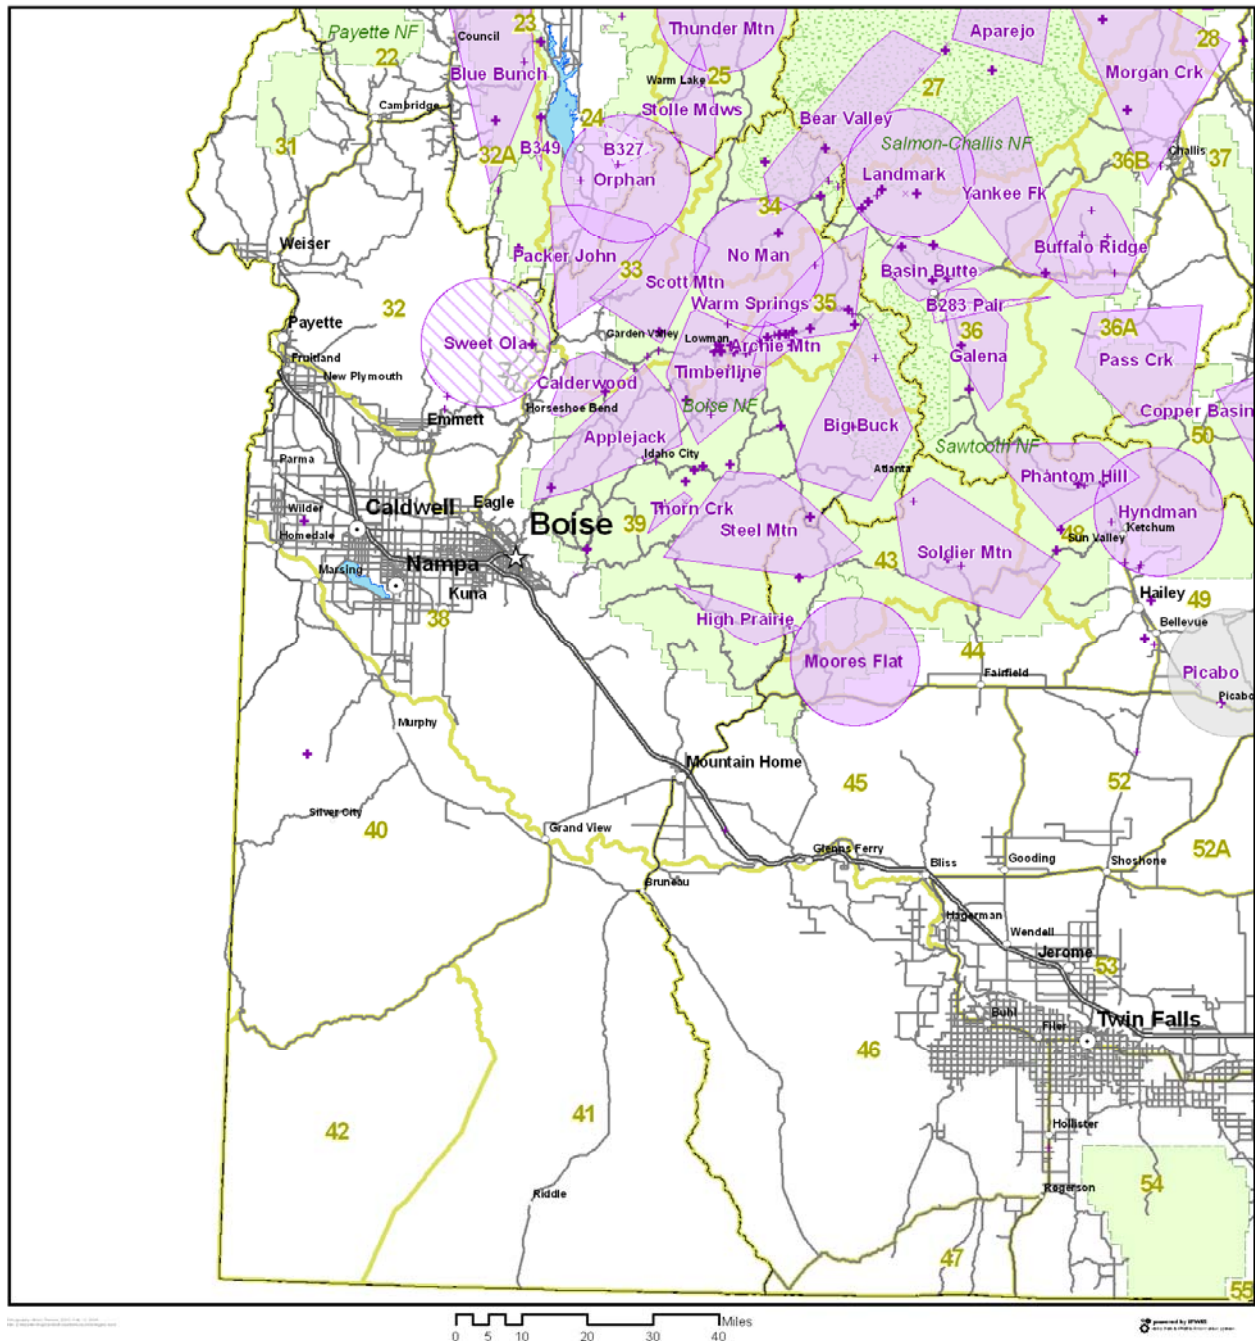 Payette NF
22
Council
23
Thunder Mtn
Aparejo
28
Blue Bunch
Warm Lake
25
27
Morgan Crk
Cambridge
Stolle Mdws
24
Bear Valley
31
32A
B349
B327
Salmon-Challis NF
36B
Challis
37
Orphan
Landmark
Yankee Fk
34
Weiser
Packer John
33
No Man
Buffalo Ridge
Scott Mtn
Basin Butte
32
Warm Springs
35
B283 Pair
Payette
36
36A
Garden Valley
Lowman
Archie Mtn
Sweet Ola
Galena
Pass Crk
Fruitland
New Plymouth
Calderwood
Timberline
Horseshoe Bend
Boise NF
Copper Basin
Emmett
Applejack
Big Buck
50
Idaho City
Sawtooth NF
Parma
Atlanta
Phantom Hill
Caldwell
Eagle
Wilder
Thorn Crk
Hyndman
Boise
39
Steel Mtn
48
Ketchum
Homedale
Sun Valley
Marsing
Nampa
43
Soldier Mtn
Kuna
Hailey
49
38
High Prairie
Bellevue
44
Moores Flat
Fairfield
Picabo
Picabo
Murphy
Mountain Home
45
52
Silver City
40
Grand View
Glenns Ferry
52A
Bliss
Gooding
Shoshone
Bruneau
Hagerman
Wendell
Jerome
53
Buhl
Filer
Twin Falls
46
41
42
Hollister
Riddle
Rogerson
54
47
55
Miles
0 5 10 20 30 40